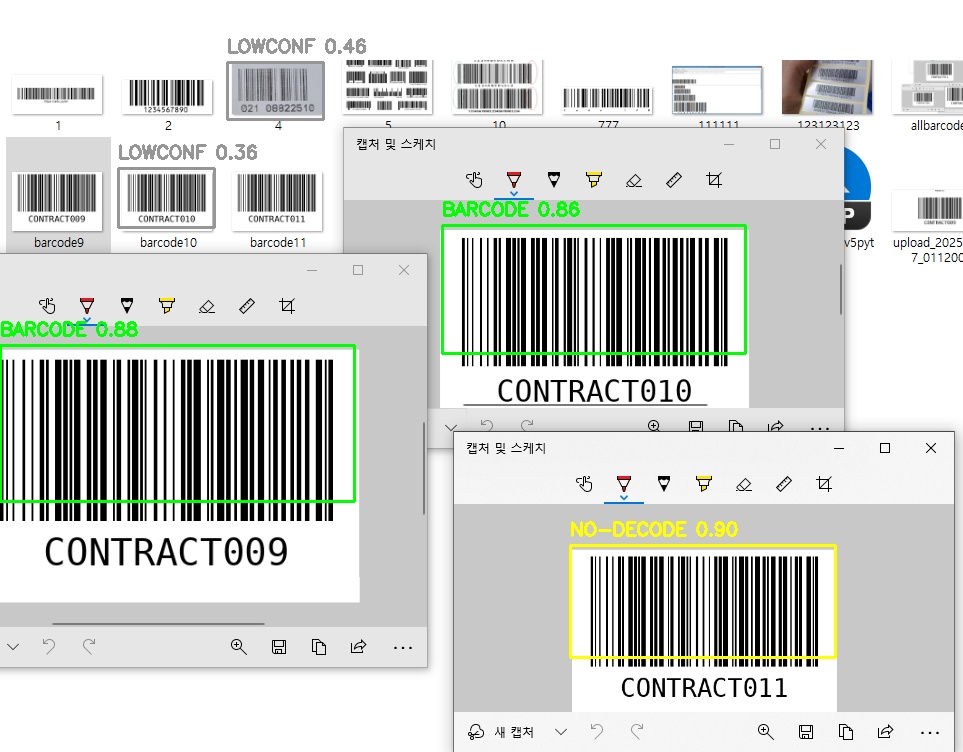 LOWCONF 0.46
021 08822510
1234567890
1
2
4
5
10
777
111111
123123123
allbarcode
LOWCONF 0.36
CONTRACT009
CONTRACT010
CONTRACT011
barcode9
barcode10
barcode11
v5pyt
upload_2025
7_011200
캡처 및 스케치
BARCODE 0.86
CONTRACT010
BARCODE 0.88
CONTRACT009
캡처 및 스케치
NO-DECODE 0.90
CONTRACT011
새 캡처